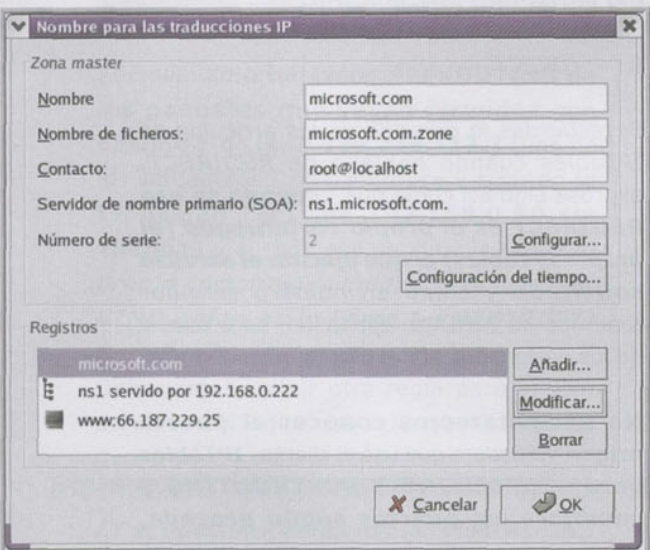 Nombre para las traducciones IP
Zona master
Nombre
microsoft.com
Nombre de ficheros:
microsoft.com.zone
Contacto:
root@localhost
Servidor de nombre primario (SOA):
ns1.microsoft.com.
Número de serie:
2
Configurar...
Configuración del tiempo...
Registros
microsoft.com
ns1 servido por 192.168.0.222
www:66.187.229.25
Añadir...
Modificar...
Borrar
Cancelar
OK